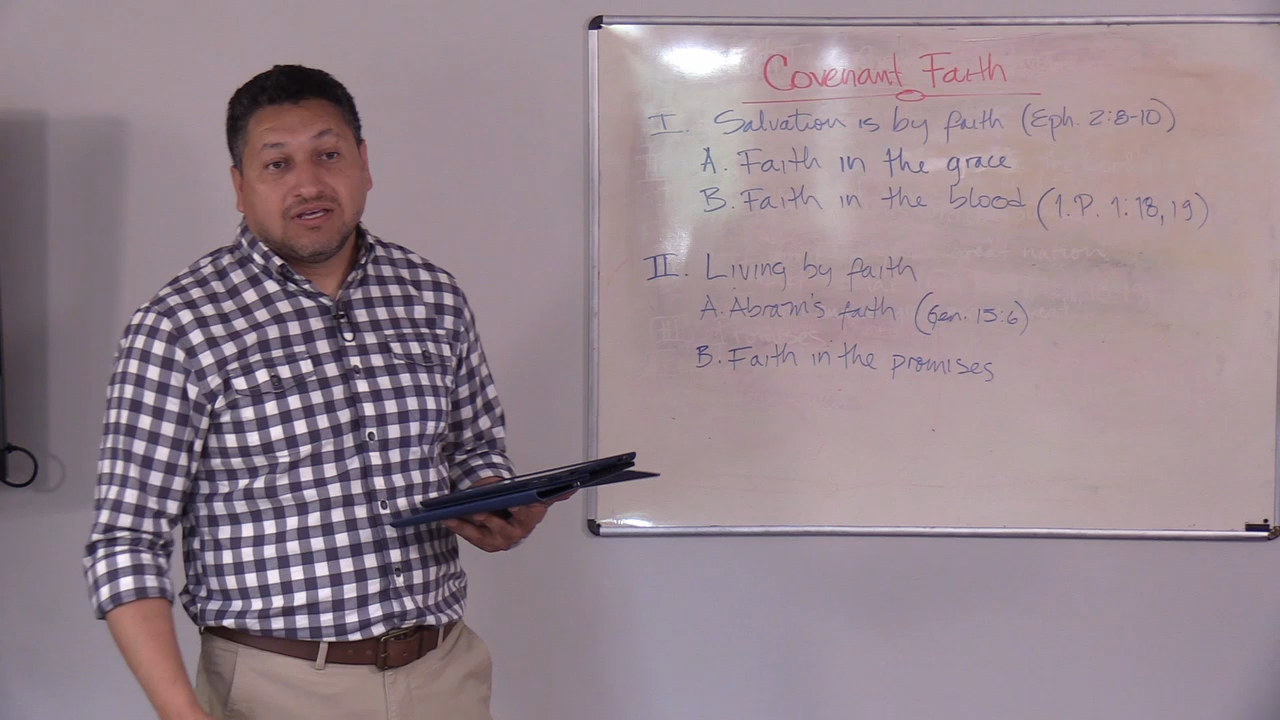 Covenant Faith
I. Salvation is by faith (Eph. 2:8-10)
A. Faith in the grace
B. Faith in the blood (1.P. 1:18,19)
II. Living by faith
A. Abram's faith (Gen. 15:6)
B. Faith in the promises